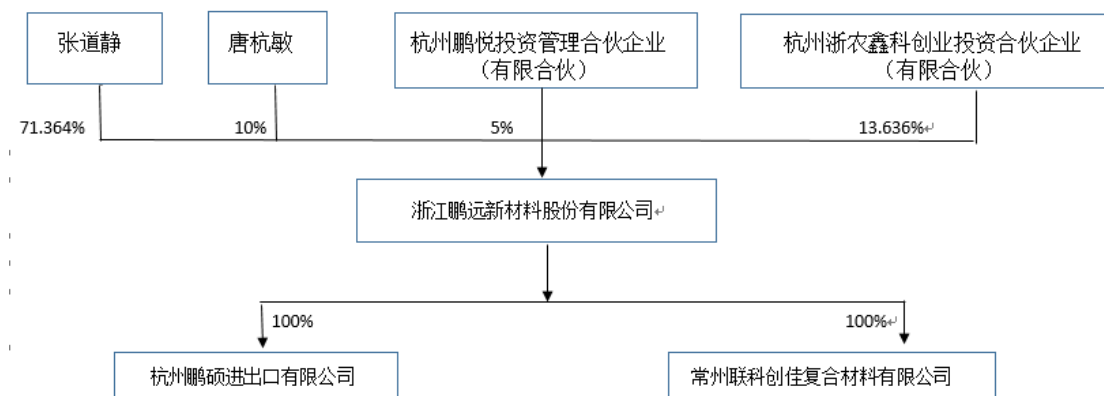 张道静
唐杭敏
杭州鹏悦投资管理合伙企业
（有限合伙）
杭州浙农鑫科创业投资合伙企业
（有限合伙）
71.364%
10%
5%
13.636%
浙江鹏远新材料股份有限公司
100%
100%
杭州鹏硕进出口有限公司
常州联科创佳复合材料有限公司